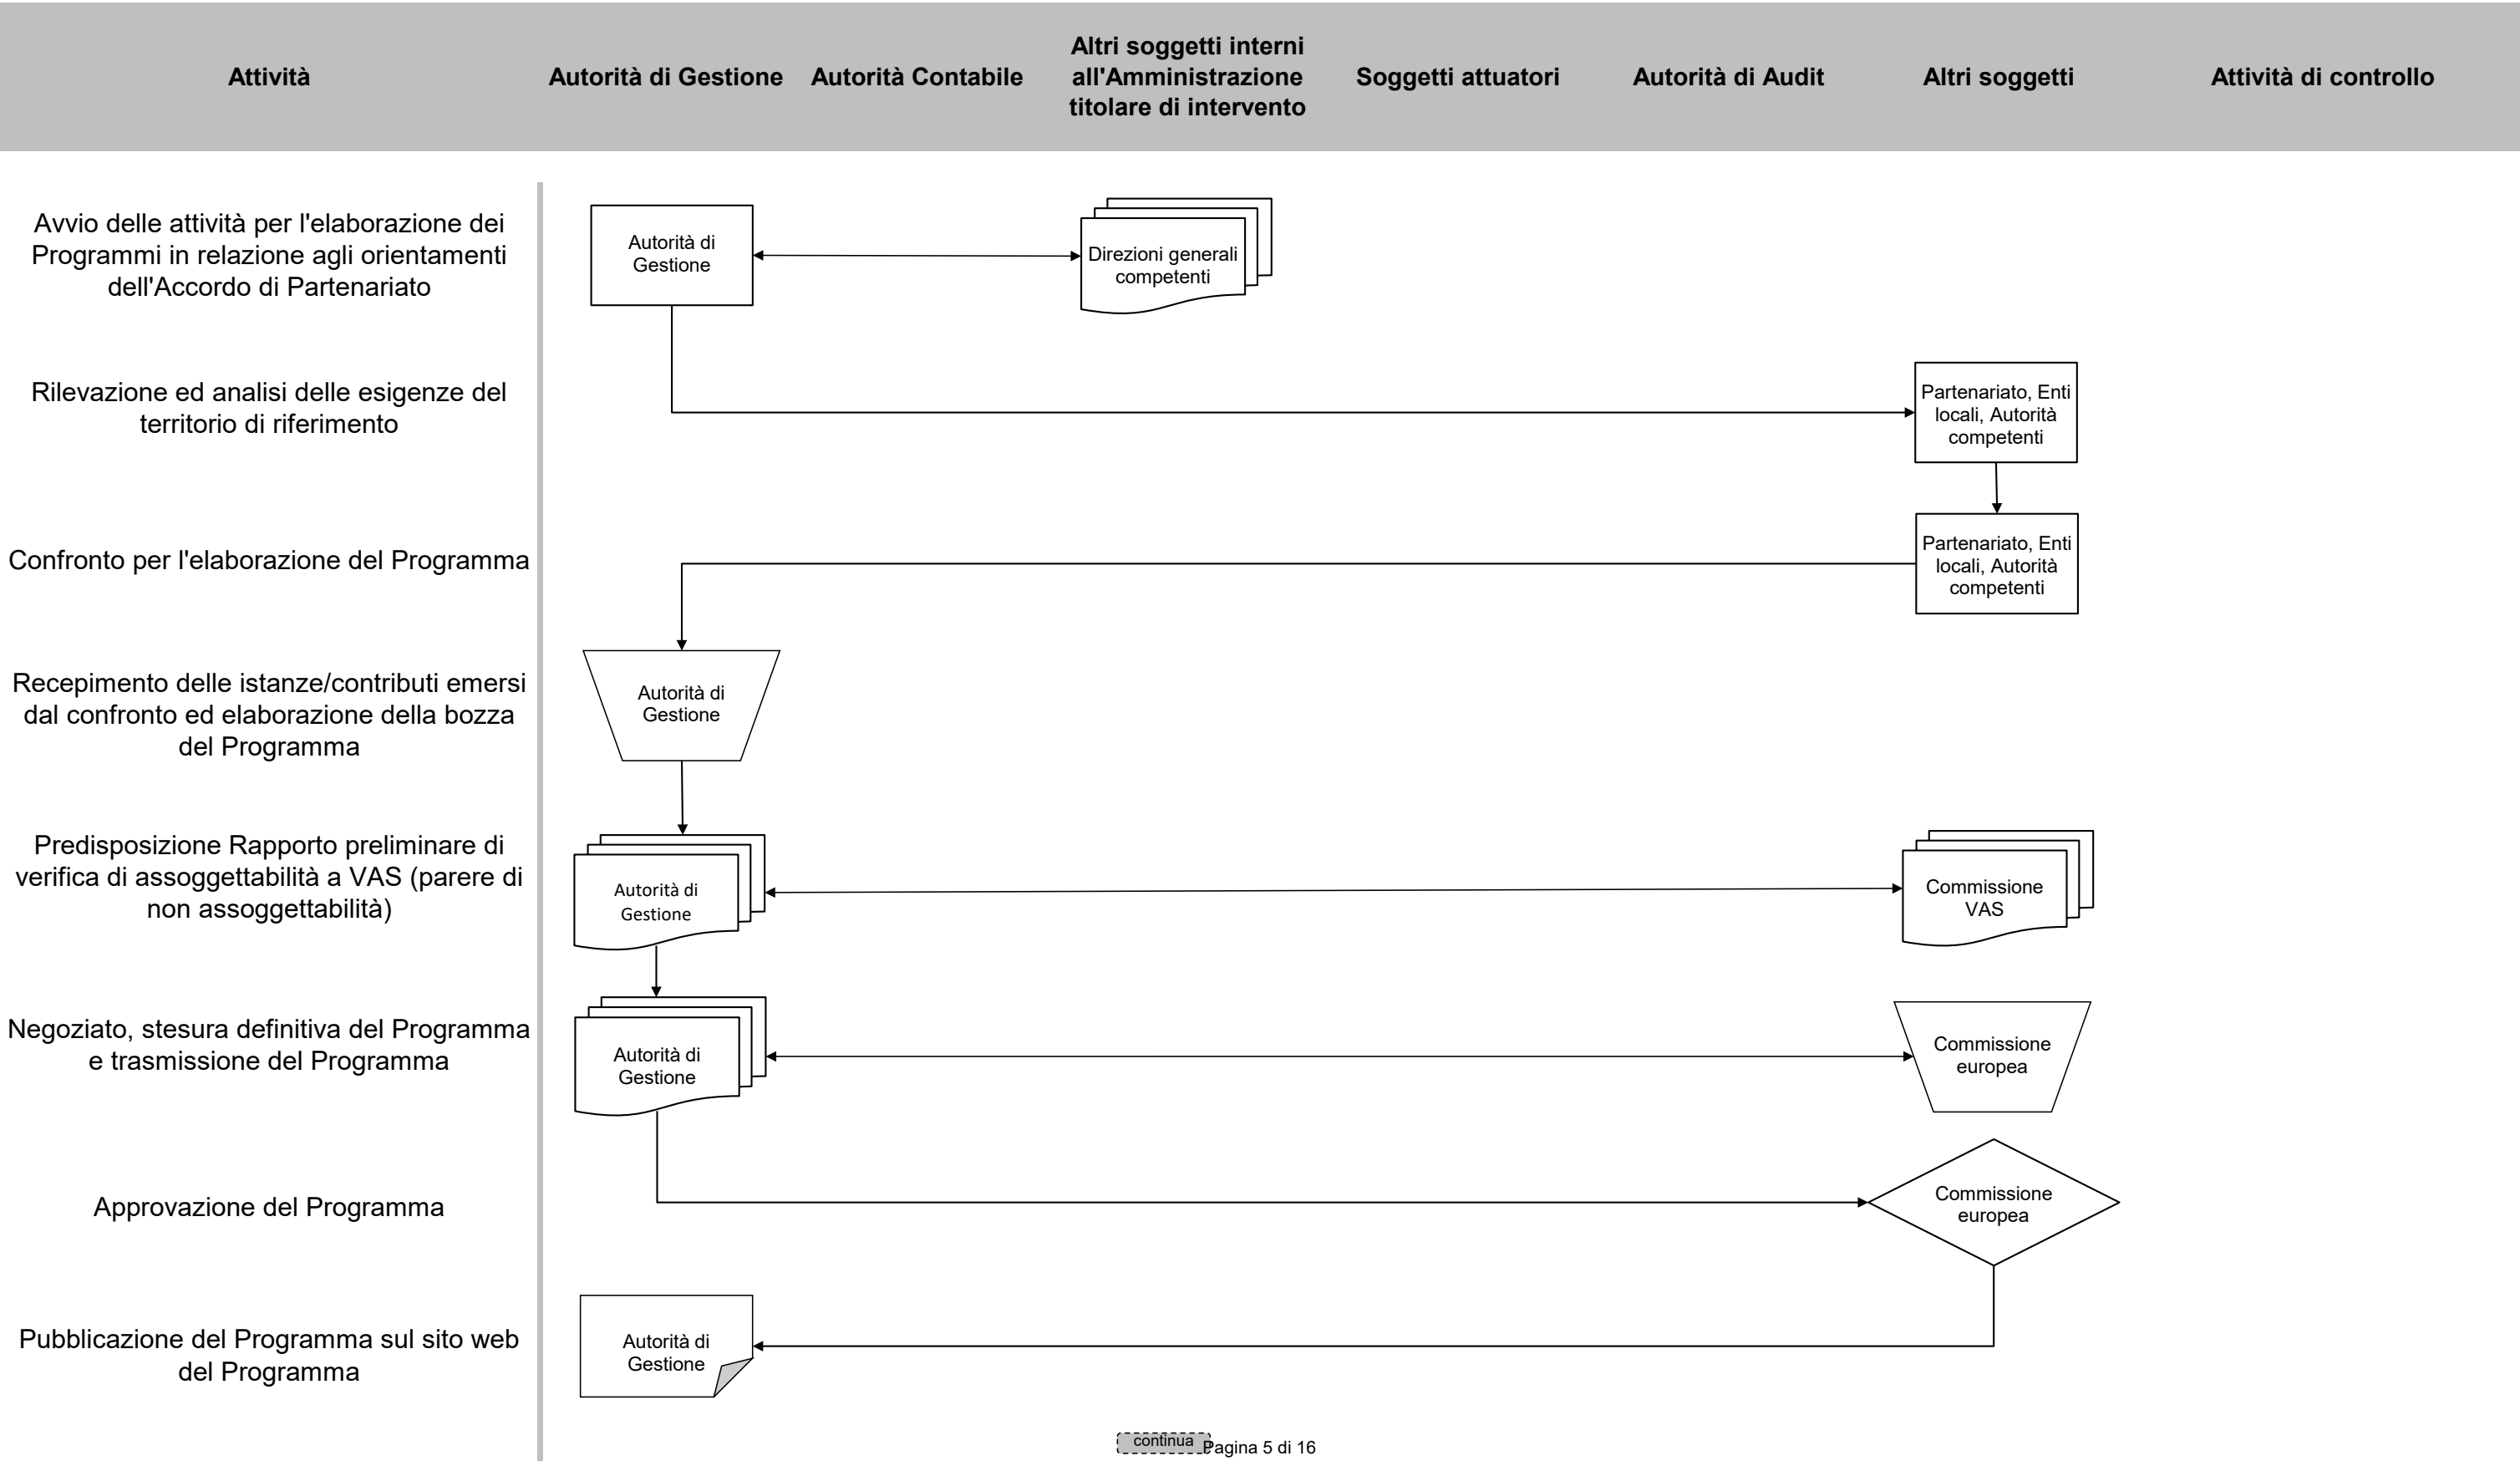 Attività
Autorità di Gestione
Autorità Contabile
Altri soggetti interni
all'Amministrazione
titolare di intervento
Soggetti attuatori
Autorità di Audit
Altri soggetti
Attività di controllo
Avvio delle attività per l'elaborazione dei
Programmi in relazione agli orientamenti
dell'Accordo di Partenariato
Autorità di
Gestione
Direzioni generali
competenti
Rilevazione ed analisi delle esigenze del
territorio di riferimento
Partenariato, Enti
locali, Autorità
competenti
Confronto per l'elaborazione del Programma
Partenariato, Enti
locali, Autorità
competenti
Recepimento delle istanze/contributi emersi
dal confronto ed elaborazione della bozza
del Programma
Autorità di
Gestione
Predisposizione Rapporto preliminare di
verifica di assoggettabilità a VAS (parere di
non assoggettabilità)
Autorità di
Gestione
Commissione
VAS
Negoziato, stesura definitiva del Programma
e trasmissione del Programma
Autorità di
Gestione
Commissione
europea
Approvazione del Programma
Commissione
europea
Pubblicazione del Programma sul sito web
del Programma
Autorità di
Gestione
continua
Pagina 5 di 16